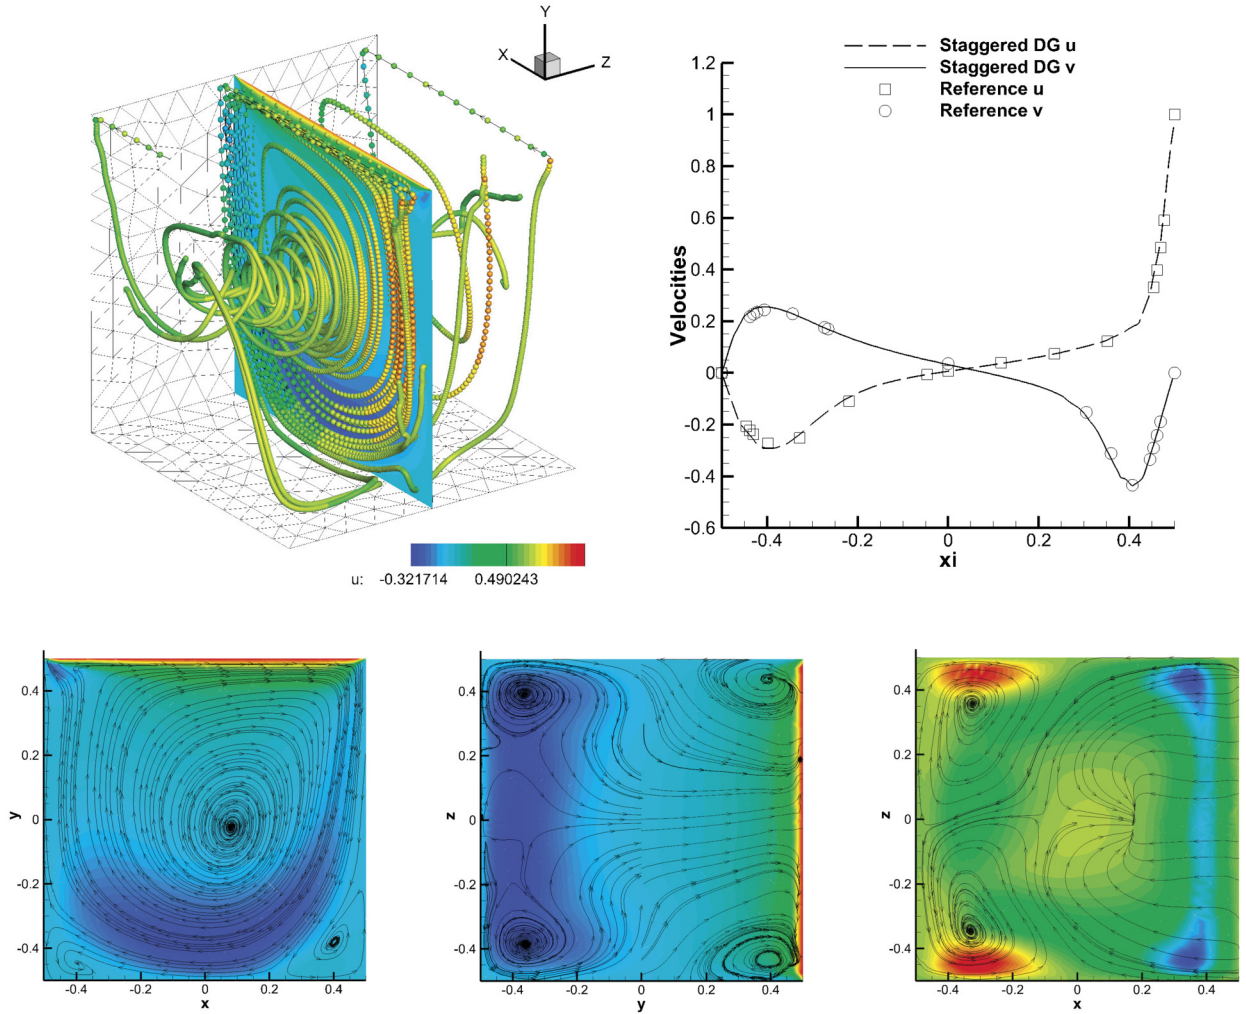 Y
X
Z
u: -0.321714 0.490243
Staggered DG u
Staggered DG v
Reference u
Reference v
1.2
1
0.8
0.6
0.4
0.2
0
-0.2
-0.4
-0.6
Velocities
-0.4 -0.2 0 0.2 0.4
xi
0.4
0.2
0
-0.2
-0.4
y
-0.4 -0.2 0 0.2 0.4
x
0.4
0.2
0
-0.2
-0.4
z
-0.4 -0.2 0 0.2 0.4
y
0.4
0.2
0
-0.2
-0.4
z
-0.4 -0.2 0 0.2 0.4
x